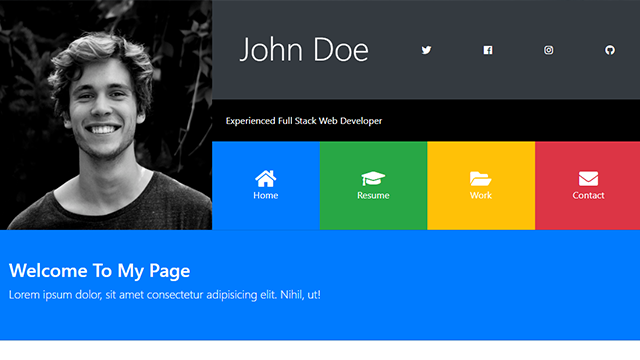 John Doe
Experienced Full Stack Web Developer
Home
Resume
Work
Contact
Welcome To My Page
Lorem ipsum dolor, sit amet consectetur adipisicing elit. Nihil, ut!